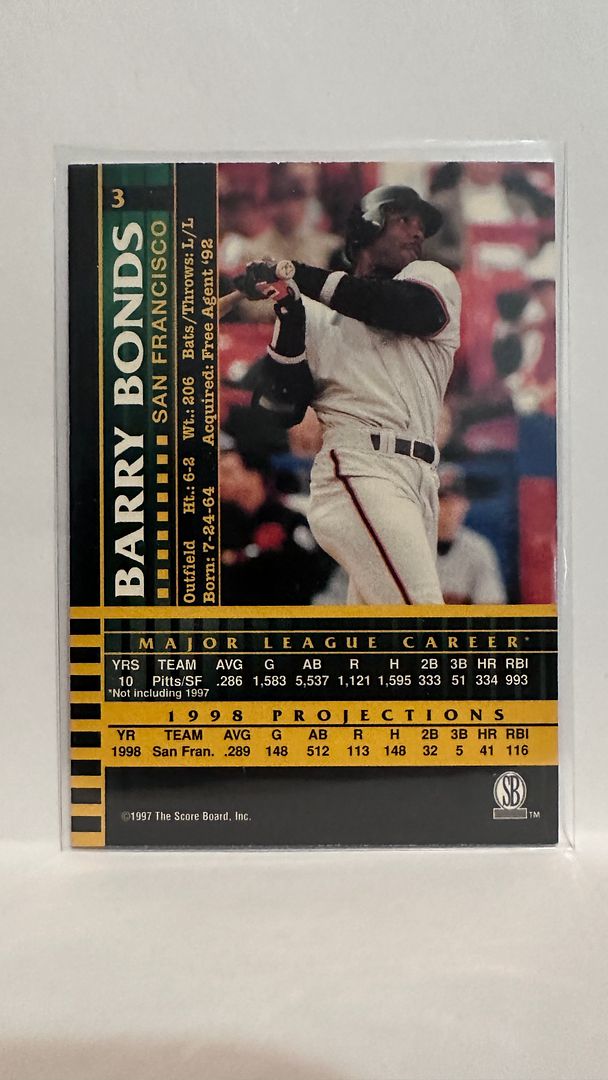 3
BARRY BONDS
SAN FRANCISCO
Outfield Ht.: 6-2 Wt.: 206 Bats/Throws: L/L
Born: 7-24-64 Acquired: Free Agent '92
MAJOR LEAGUE CAREER*
YRS TEAM AVG G AB R H 2B 3B HR RBI
10 Pitts/SF .286 1,583 5,537 1,121 1,595 333 51 334 993
*Not including 1997
1998 PROJECTIONS
YR TEAM AVG G AB R H 2B 3B HR RBI
1998 San Fran. .289 148 512 113 148 32 5 41 116
©1997 The Score Board, Inc.
SB
TM